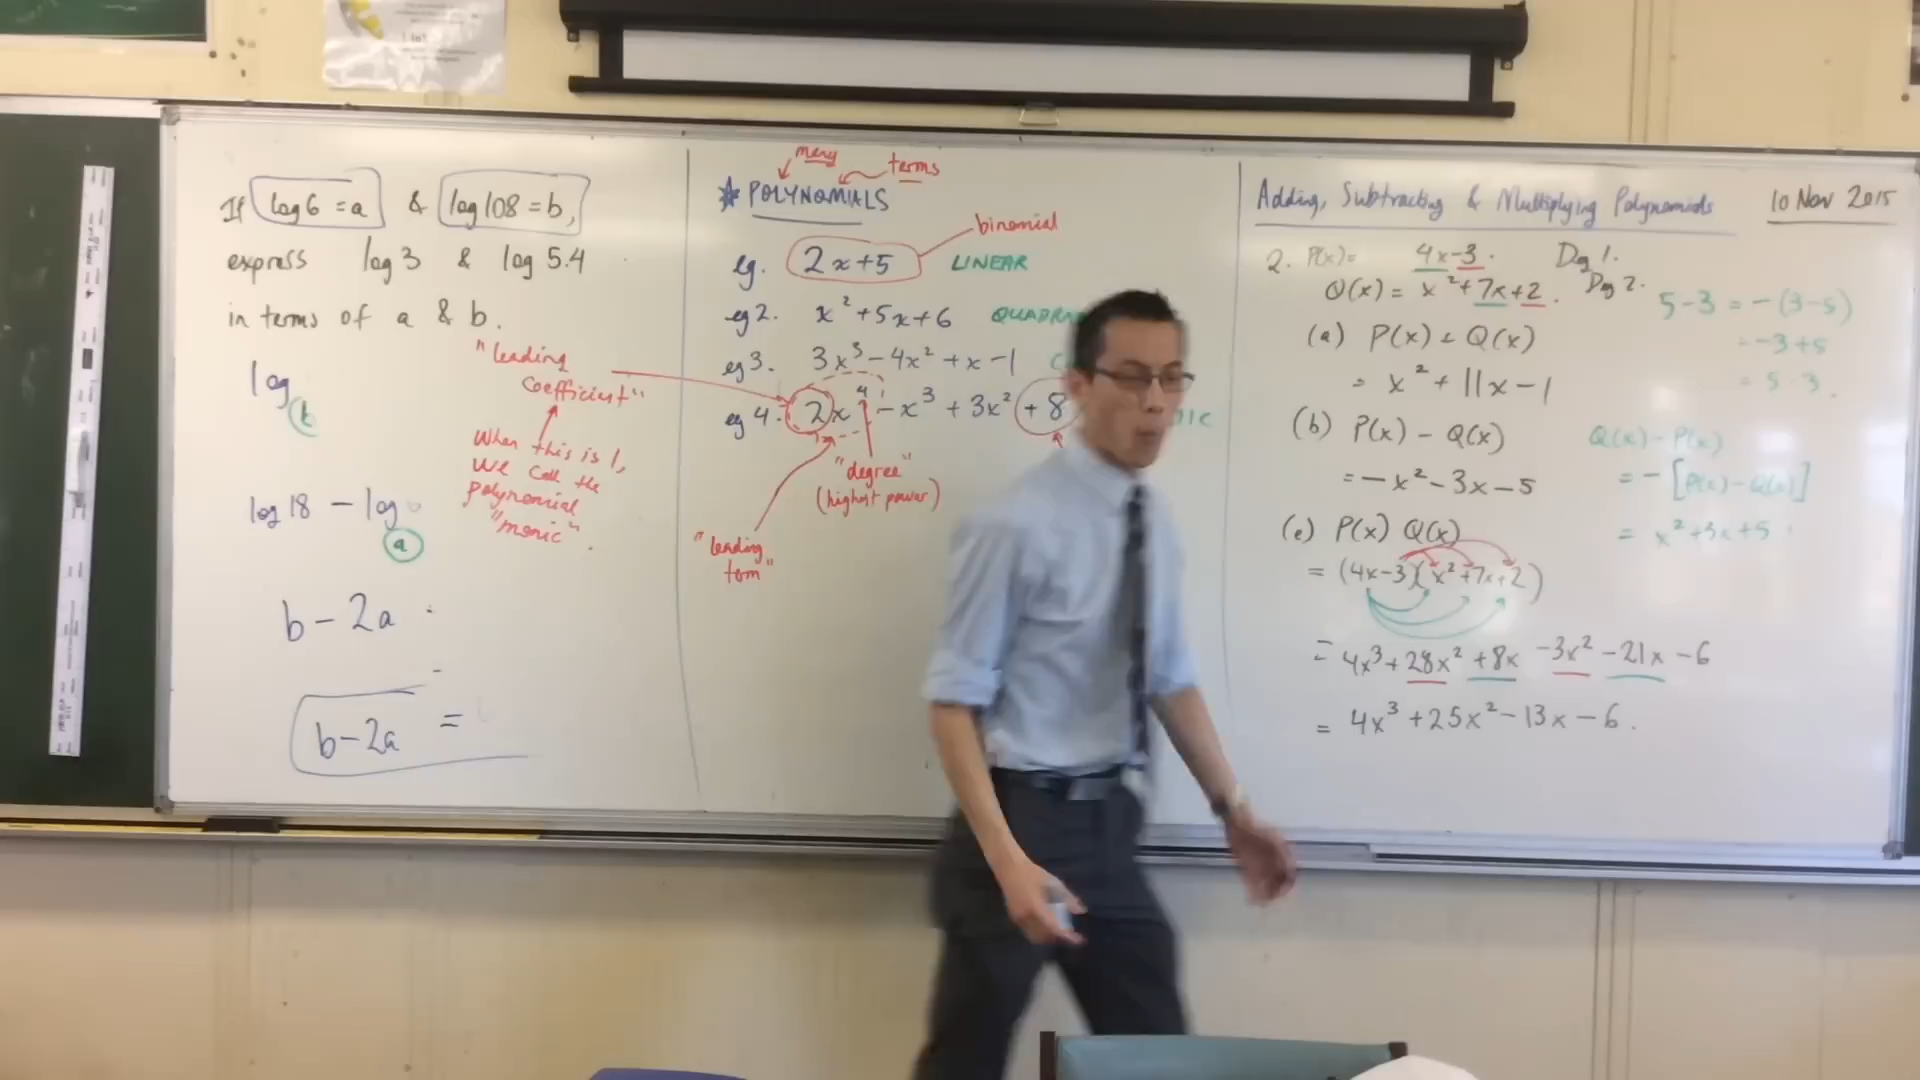 If log 6 = a & log 108 = b,
express log 3 & log 5.4
in terms of a & b.
log
b
log 18 - log
a
b - 2a
b - 2a =
"leading
coefficient"
When this is 1,
we call the
polynomial
"monic".
many
terms
POLYNOMIALS
binomial
eg. 2x+5 LINEAR
eg 2. x² + 5x + 6 QUADRA
eg 3. 3x³ - 4x² + x - 1 C
eg 4. 2x⁴ - x³ + 3x² + 8
"degree"
(highest power)
"leading
term"
Adding, Subtracting & Multiplying Polynomials
10 Nov 2015
2. P(x) = 4x - 3. Deg 1.
Q(x) = x² + 7x + 2. Deg 2.
(a) P(x) + Q(x)
= x² + 11x - 1
(b) P(x) - Q(x)
= -x² - 3x - 5
(c) P(x) Q(x)
= (4x-3)(x²+7x+2)
= 4x³ + 28x² + 8x - 3x² - 21x - 6
= 4x³ + 25x² - 13x - 6.
5 - 3 = -(3-5)
= -3+5
= 5-3.
Q(x) - P(x)
= -[P(x) - Q(x)]
= x² + 3x + 5